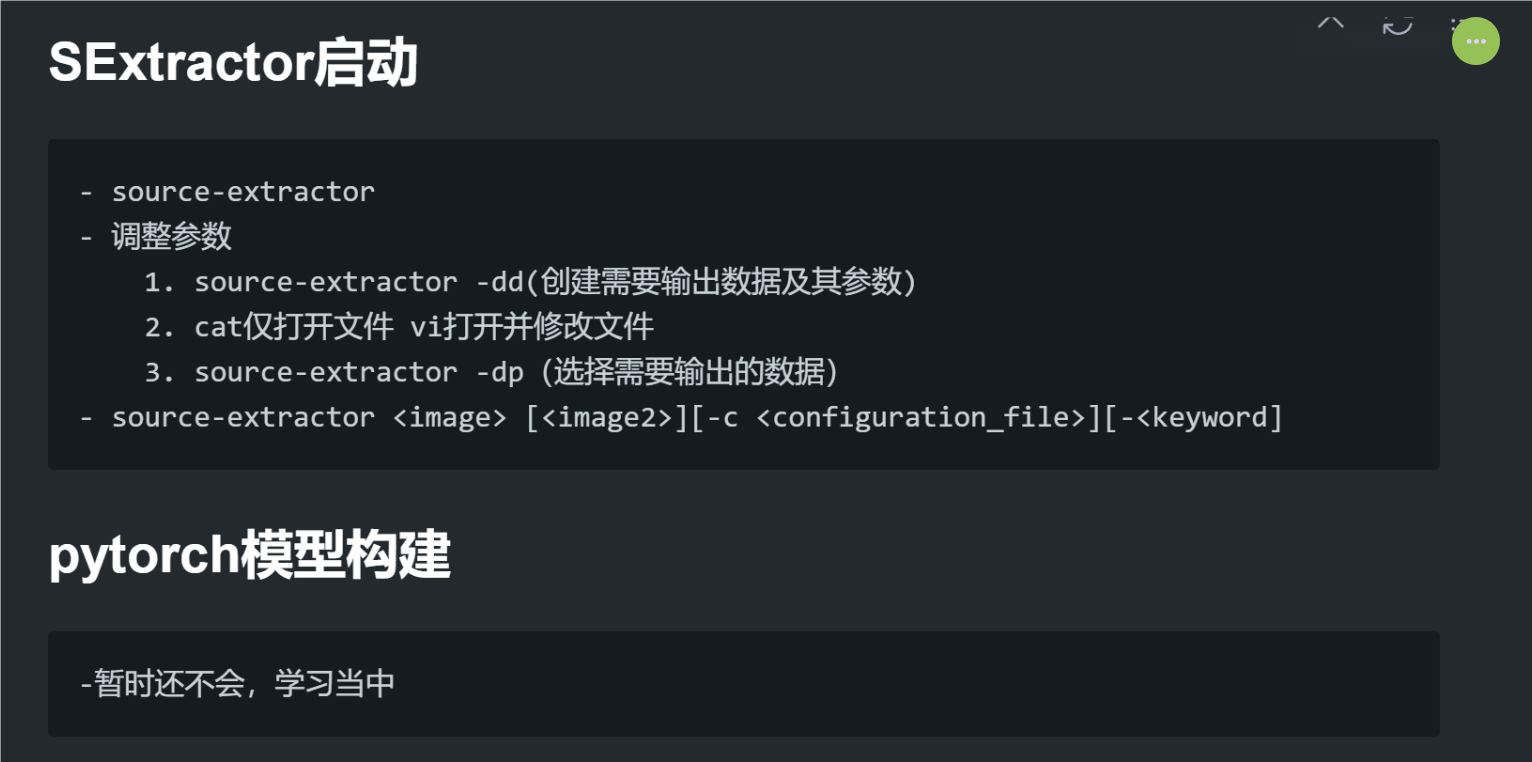 SExtractor启动
- source-extractor
- 调整参数
1. source-extractor -dd(创建需要输出数据及其参数)
2. cat仅打开文件 vi打开并修改文件
3. source-extractor -dp (选择需要输出的数据)
- source-extractor <image> [<image2>][-c <configuration_file>][-<keyword]
pytorch模型构建
-暂时还不会，学习当中